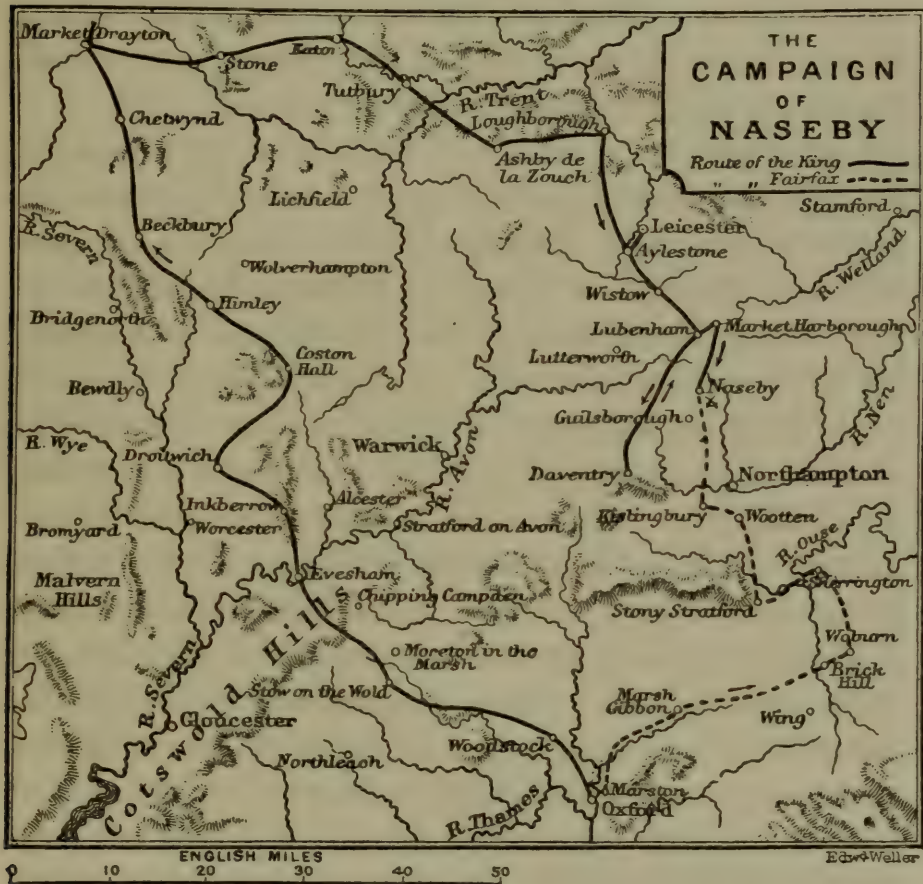 THE
CAMPAIGN
OF
NASEBY
Route of the King
" " Fairfax
Market Drayton
Stone
Eaton
Tutbury
R. Trent
Loughborough
Chetwynd
Ashby de
la Zouch
Lichfield
Stamford
Leicester
Beckbury
R. Severn
Aylestone
R. Welland
Wolverhampton
Wistow
Himley
Bridgenorth
Lubenham
Market Harborough
Coston
Hall
Lutterworth
Bewdly
Naseby
Guilsborough
R. Nen
R. Wye
Warwick
R. Avon
Droitwich
Daventry
Northampton
Inkberrow
Alcester
Kislingbury
Bromyard
Worcester
Stratford on Avon
Wootten
R. Ouse
Malvern
Hills
Evesham
Sherrington
Chipping Campden
Stony Stratford
Cotswold Hills
Woburn
Moreton in the
Marsh
Brick
Hill
R. Severn
Stow on the Wold
Marsh
Gibbon
Wing
Gloucester
Woodstock
Northleach
Marston
Oxford
R. Thames
ENGLISH MILES
Edwd. Weller
0 10 20 30 40 50